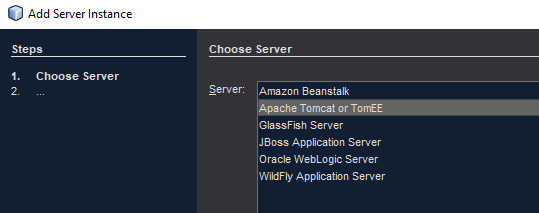 Add Server Instance
Steps
1. Choose Server
2. ...
Choose Server
Server:
Amazon Beanstalk
Apache Tomcat or TomEE
GlassFish Server
JBoss Application Server
Oracle WebLogic Server
WildFly Application Server